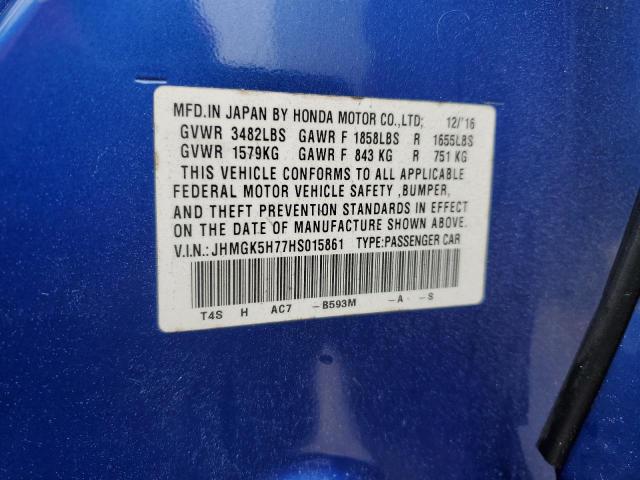 MFD.IN JAPAN BY HONDA MOTOR CO.,LTD; 12/'16
GVWR 3482LBS GAWR F 1858LBS R 1655LBS
GVWR 1579KG GAWR F 843 KG R 751 KG
THIS VEHICLE CONFORMS TO ALL APPLICABLE
FEDERAL MOTOR VEHICLE SAFETY ,BUMPER,
AND THEFT PREVENTION STANDARDS IN EFFECT
ON THE DATE OF MANUFACTURE SHOWN ABOVE.
V.I.N.: JHMGK5H77HS015861 TYPE:PASSENGER CAR
T4S H AC7 -B593M -A -S